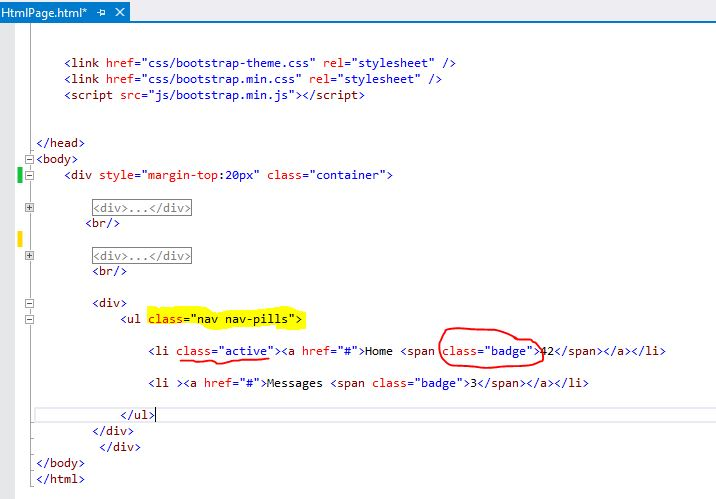 HtmlPage.html*
<link href="css/bootstrap-theme.css" rel="stylesheet" />
<link href="css/bootstrap.min.css" rel="stylesheet" />
<script src="js/bootstrap.min.js"></script>
</head>
<body>
<div style="margin-top:20px" class="container">
<div>...</div>
<br/>
<div>...</div>
<br/>
<div>
<ul class="nav nav-pills">
<li class="active"><a href="#">Home <span class="badge">42</span></a></li>
<li ><a href="#">Messages <span class="badge">3</span></a></li>
</ul>
</div>
</div>
</body>
</html>